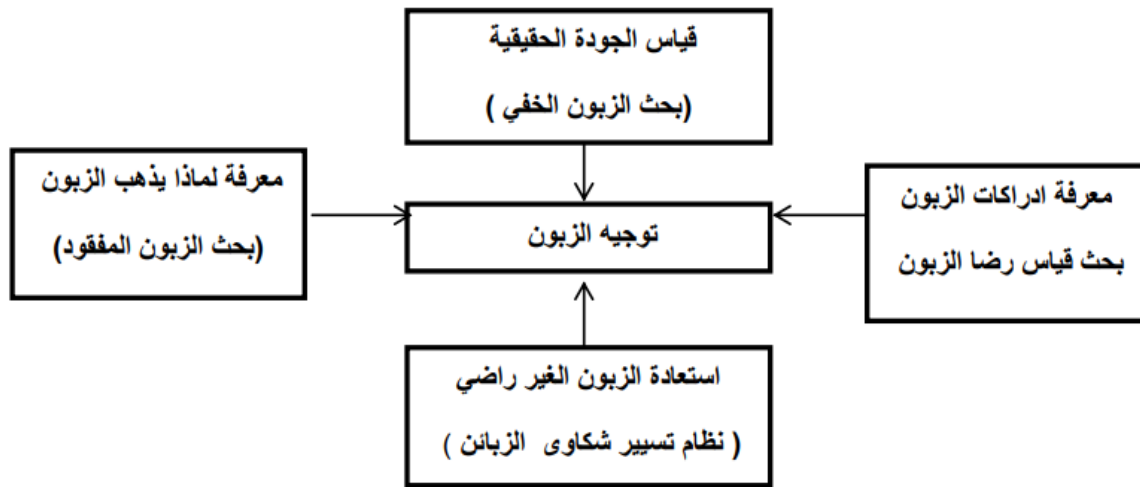 قياس الجودة الحقيقية
(بحث الزبون الخفي )
معرفة ادراكات الزبون
بحث قياس رضا الزبون
توجيه الزبون
معرفة لماذا يذهب الزبون
(بحث الزبون المفقود)
استعادة الزبون الغير راضي
( نظام تسيير شكاوى الزبائن )